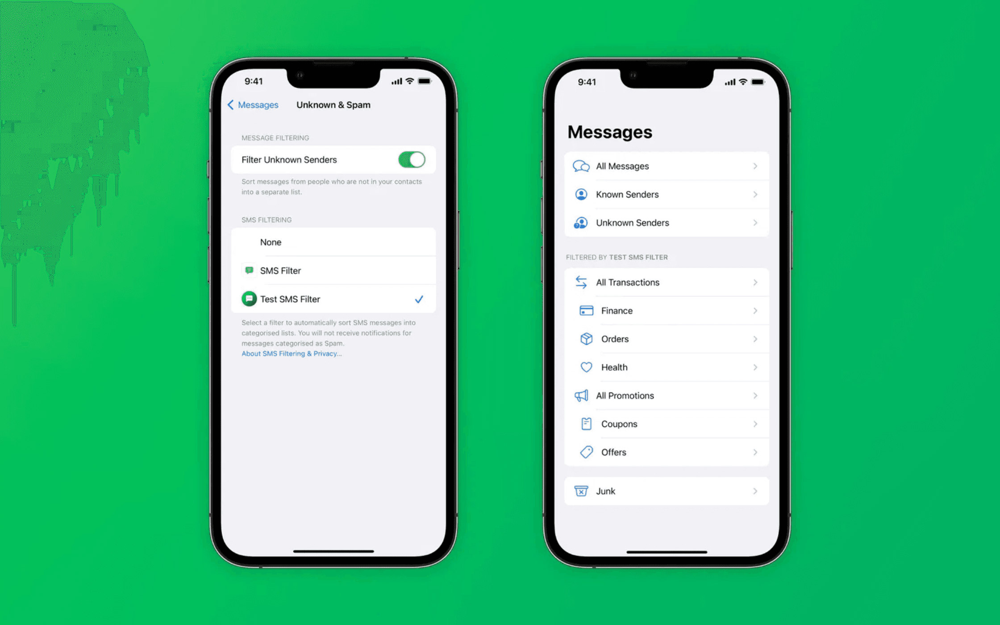 9:41
Messages
Unknown & Spam
MESSAGE FILTERING
Filter Unknown Senders
Sort messages from people who are not in your contacts
into a separate list.
SMS FILTERING
None
SMS Filter
Test SMS Filter
Select a filter to automatically sort SMS messages into
categorised lists. You will not receive notifications for
messages categorised as Spam.
About SMS Filtering & Privacy...
9:41
Messages
All Messages
Known Senders
Unknown Senders
FILTERED BY TEST SMS FILTER
All Transactions
Finance
Orders
Health
All Promotions
Coupons
Offers
Junk